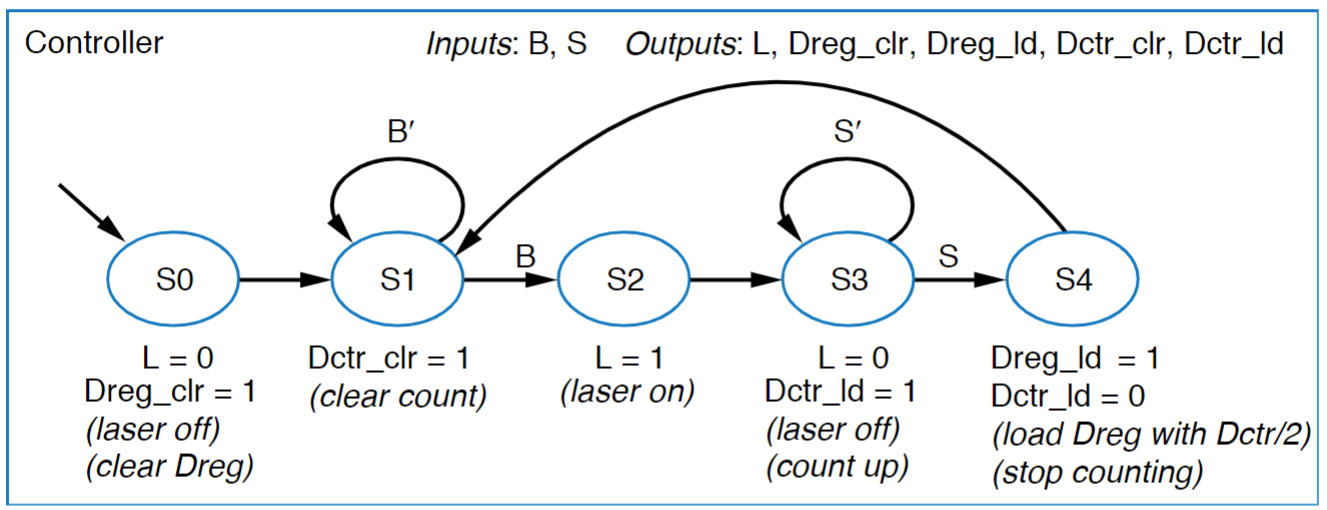 Controller
Inputs: B, S Outputs: L, Dreg_clr, Dreg_ld, Dctr_clr, Dctr_ld
B′
S′
S0
S1
B
S2
S3
S
S4
L = 0
Dreg_clr = 1
(laser off)
(clear Dreg)
Dctr_clr = 1
(clear count)
L = 1
(laser on)
L = 0
Dctr_ld = 1
(laser off)
(count up)
Dreg_ld = 1
Dctr_ld = 0
(load Dreg with Dctr/2)
(stop counting)